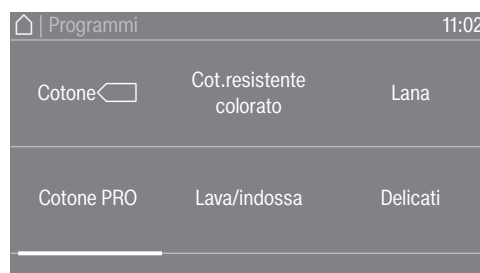 | Programmi 11:02
Cotone Cot.resistente colorato Lana
Cotone PRO Lava/indossa Delicati